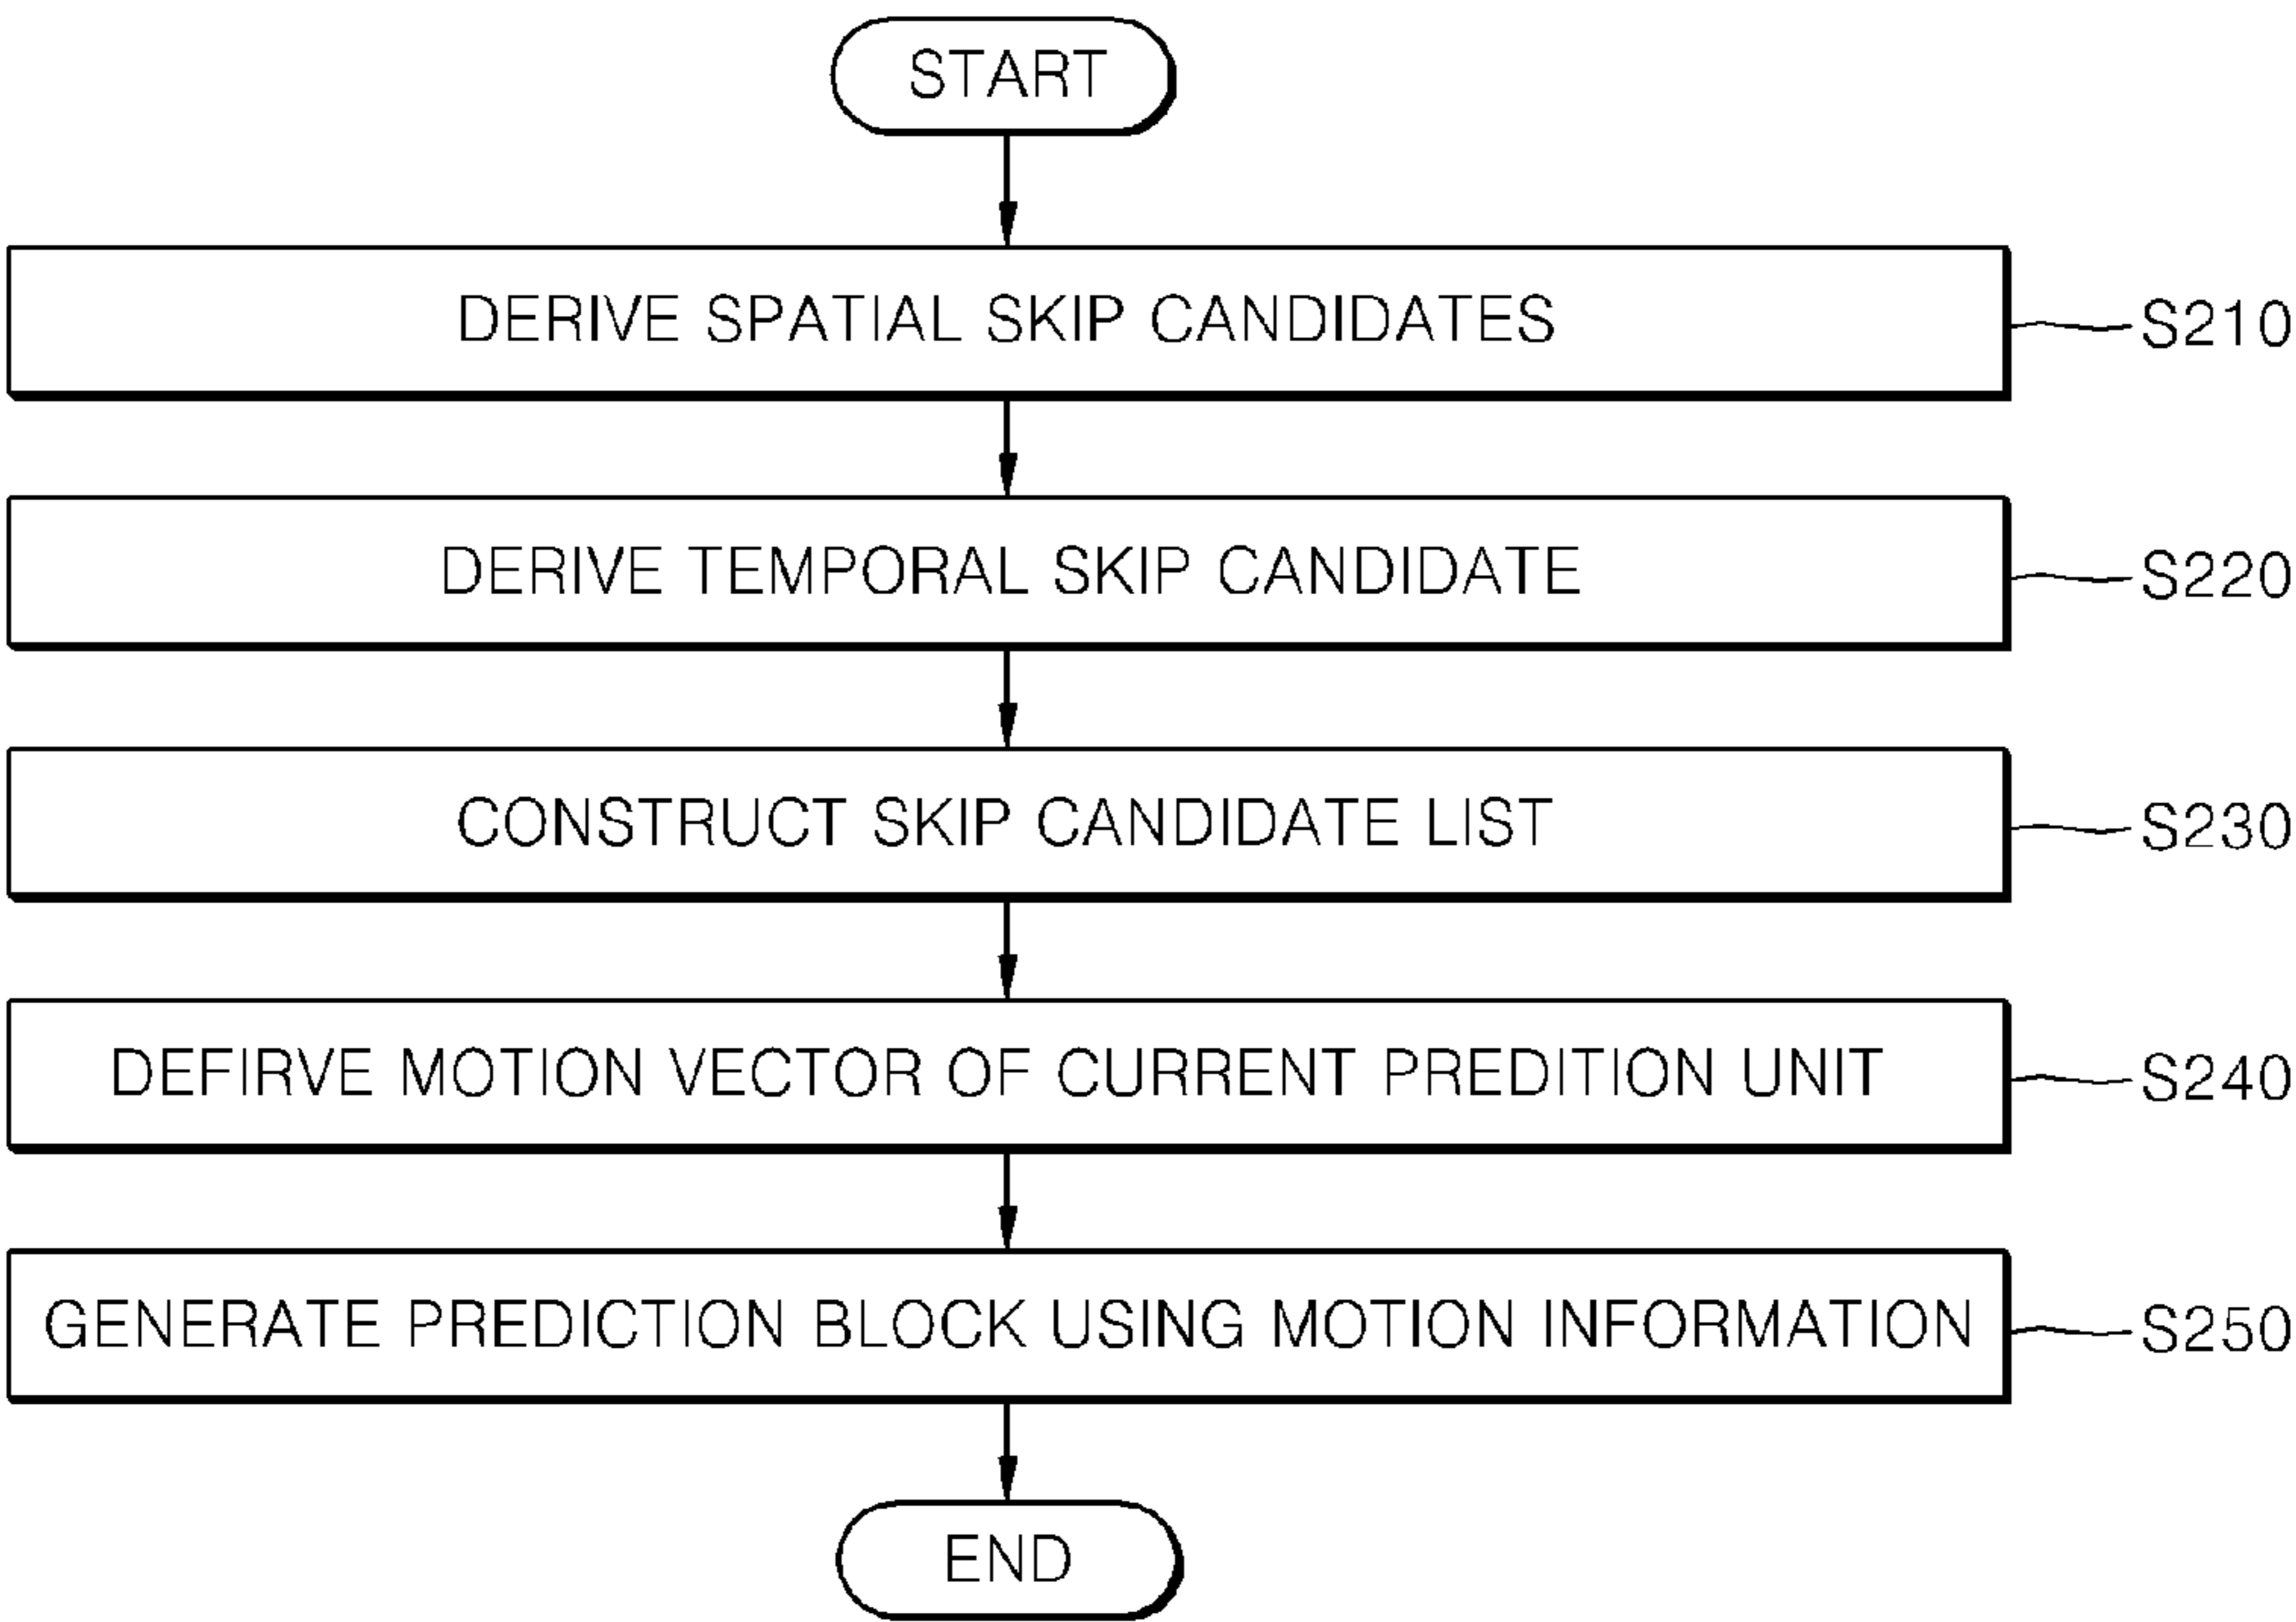 START
DERIVE SPATIAL SKIP CANDIDATES S210
DERIVE TEMPORAL SKIP CANDIDATE S220
CONSTRUCT SKIP CANDIDATE LIST S230
DEFIRVE MOTION VECTOR OF CURRENT PREDITION UNIT S240
GENERATE PREDICTION BLOCK USING MOTION INFORMATION S250
END